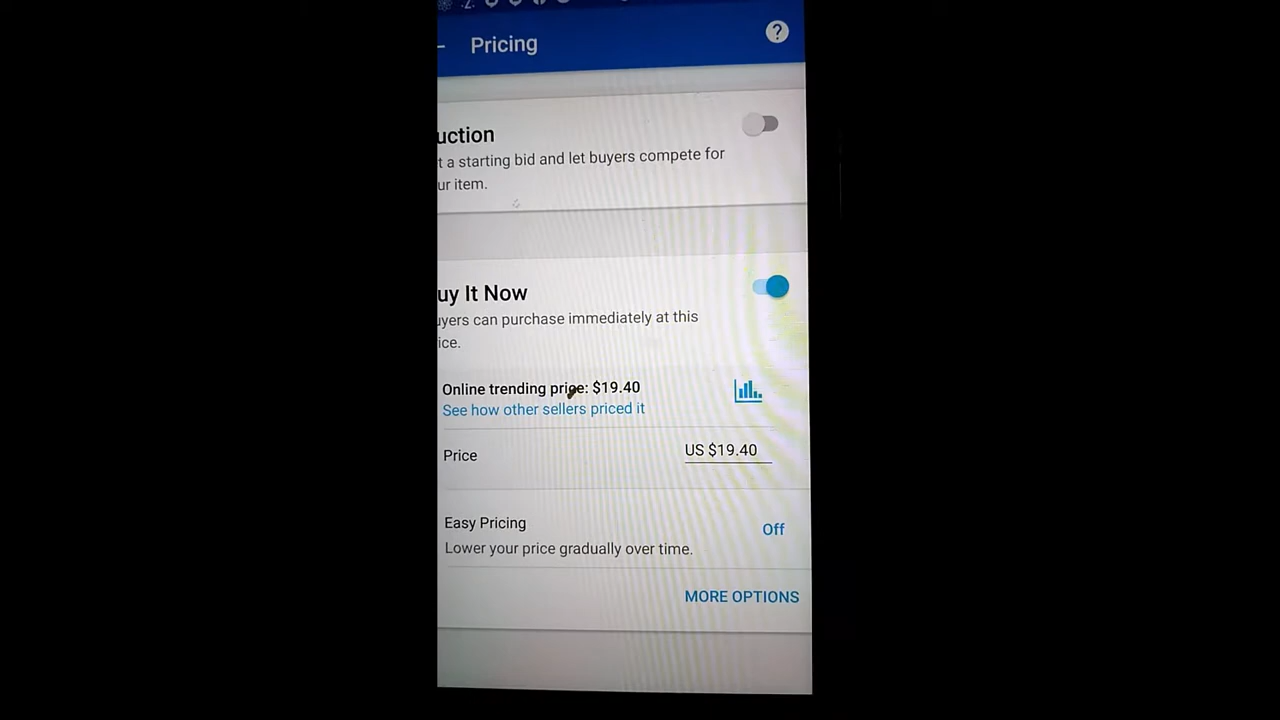 Pricing
?
uction
t a starting bid and let buyers compete for
ur item.
uy It Now
uyers can purchase immediately at this
ice.
Online trending price: $19.40
See how other sellers priced it
Price US $19.40
Easy Pricing Off
Lower your price gradually over time.
MORE OPTIONS